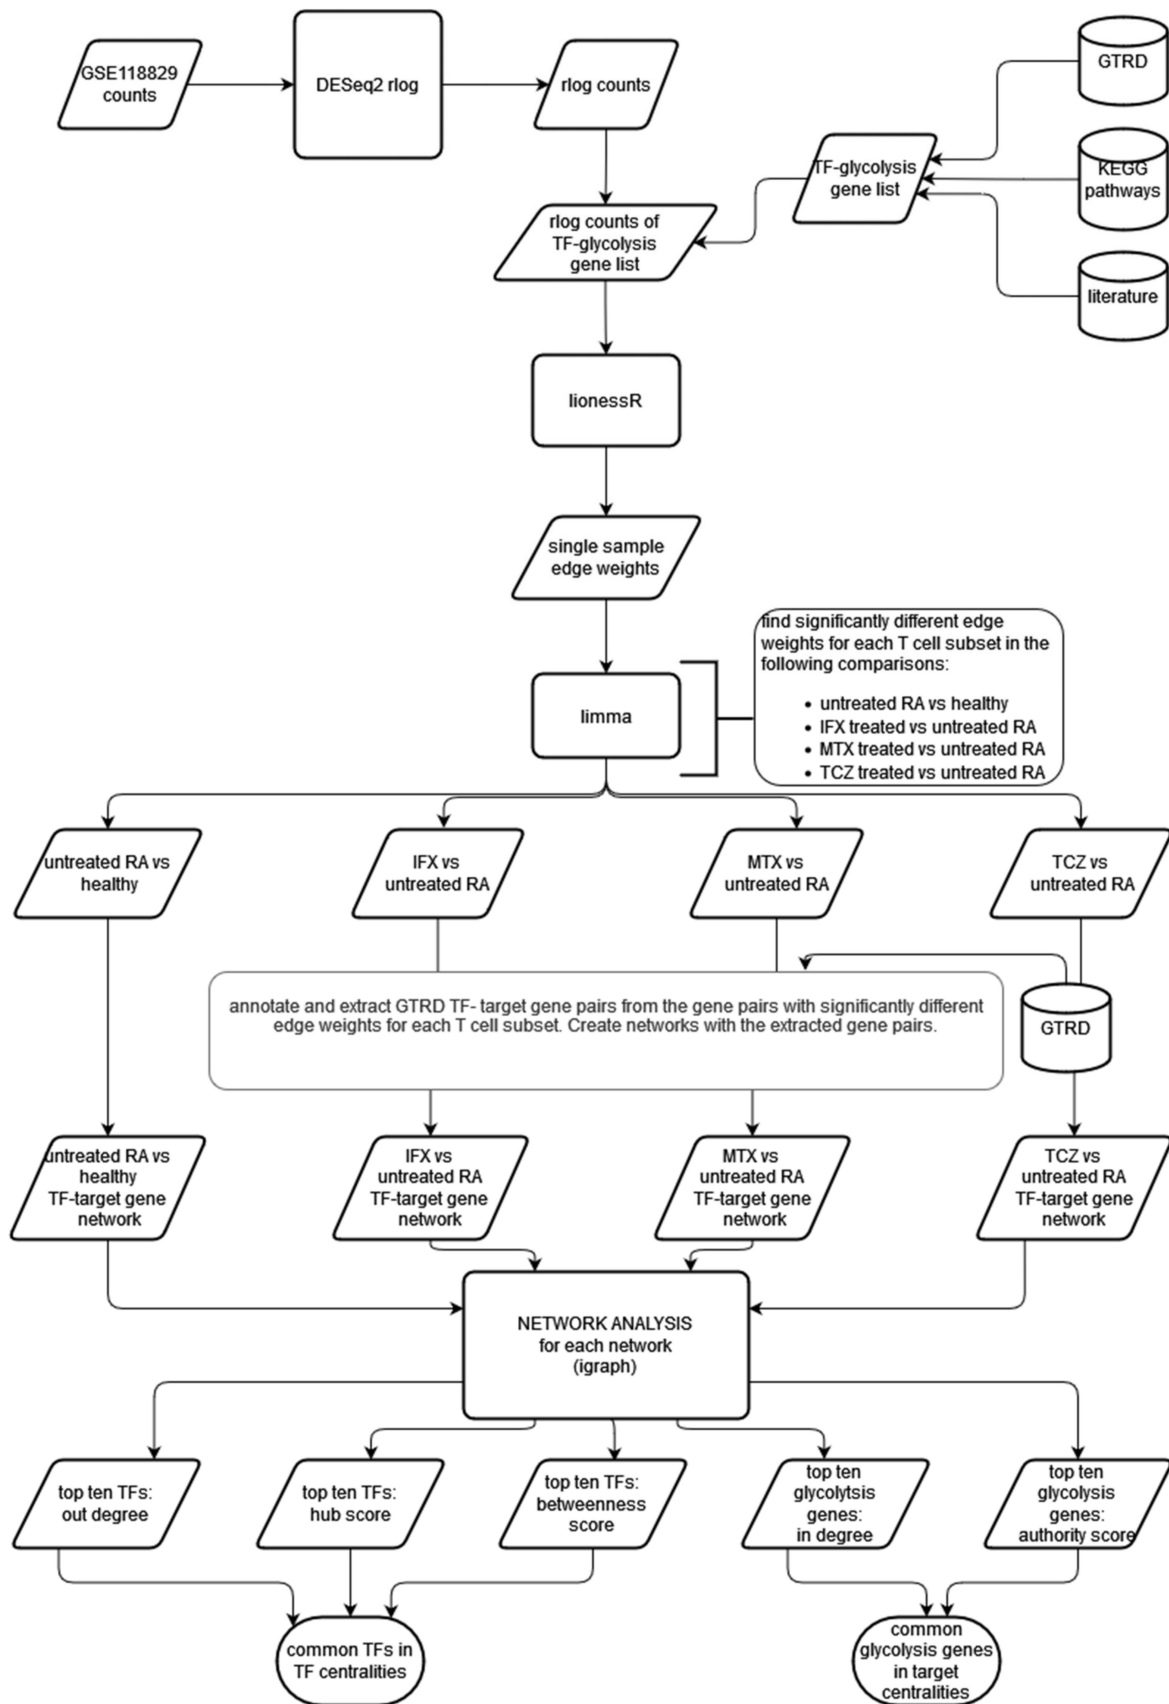 GSE118829
counts
DESeq2 rlog
rlog counts
GTRD
TF-glycolysis
gene list
KEGG
pathways
rlog counts of
TF-glycolysis
gene list
literature
lionessR
single sample
edge weights
find significantly different edge
weights for each T cell subset in the
following comparisons:
• untreated RA vs healthy
• IFX treated vs untreated RA
• MTX treated vs untreated RA
• TCZ treated vs untreated RA
limma
untreated RA vs
healthy
IFX vs
untreated RA
MTX vs
untreated RA
TCZ vs
untreated RA
annotate and extract GTRD TF- target gene pairs from the gene pairs with significantly different
edge weights for each T cell subset. Create networks with the extracted gene pairs.
GTRD
untreated RA vs
healthy
TF-target gene
network
IFX vs
untreated RA
TF-target gene
network
MTX vs
untreated RA
TF-target gene
network
TCZ vs
untreated RA
TF-target gene
network
NETWORK ANALYSIS
for each network
(igraph)
top ten TFs:
out degree
top ten TFs:
hub score
top ten TFs:
betweenness
score
top ten
glycolytsis
genes:
in degree
top ten
glycolysis
genes:
authority score
common TFs in
TF centralities
common
glycolysis genes
in target
centralities